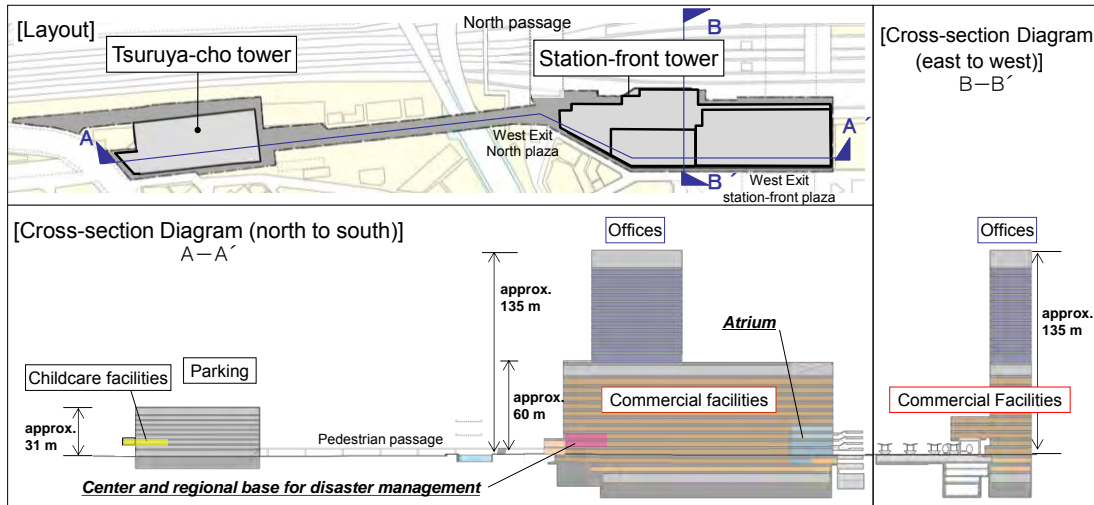 [Layout]
North passage
B
Tsuruya-cho tower
Station-front tower
A
West Exit
North plaza
A´
B´
West Exit
station-front plaza
[Cross-section Diagram
(east to west)]
B－B´
[Cross-section Diagram (north to south)]
A－A´
Offices
approx.
135 m
Atrium
Parking
Childcare facilities
approx.
60 m
Commercial facilities
approx.
31 m
Pedestrian passage
Center and regional base for disaster management
Offices
approx.
135 m
Commercial Facilities